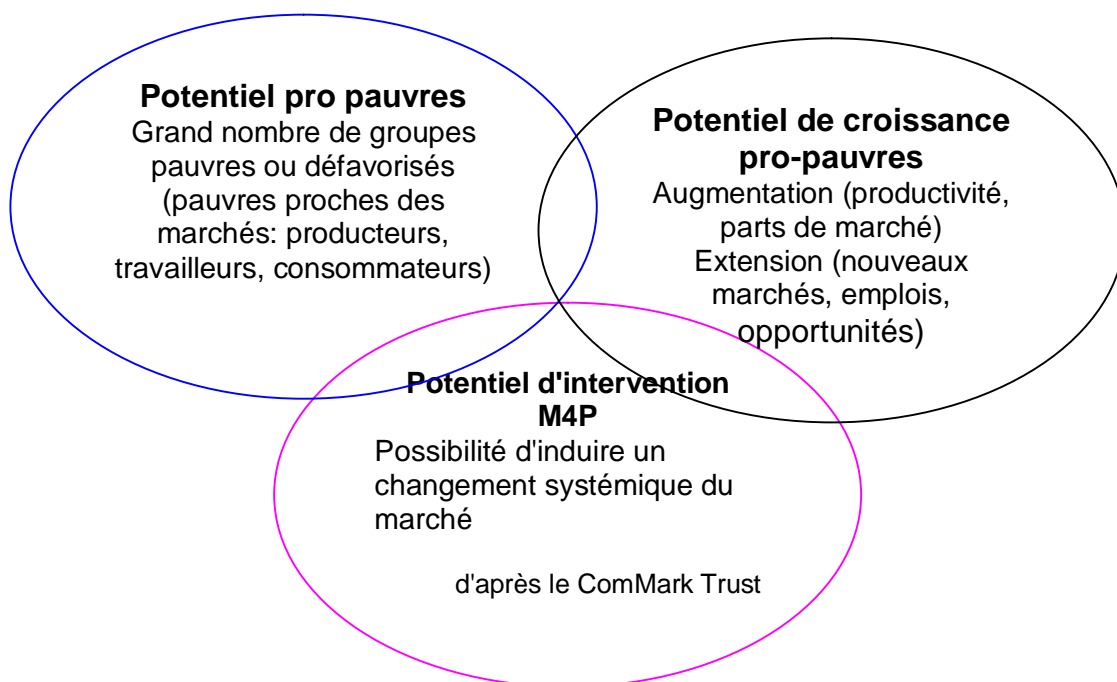 Potentiel pro pauvres
Grand nombre de groupes
pauvres ou défavorisés
(pauvres proches des
marchés: producteurs,
travailleurs, consommateurs)
Potentiel de croissance
pro-pauvres
Augmentation (productivité,
parts de marché)
Extension (nouveaux
marchés, emplois,
opportunités)
Potentiel d'intervention
M4P
Possibilité d'induire un
changement systémique du
marché
d'après le ComMark Trust